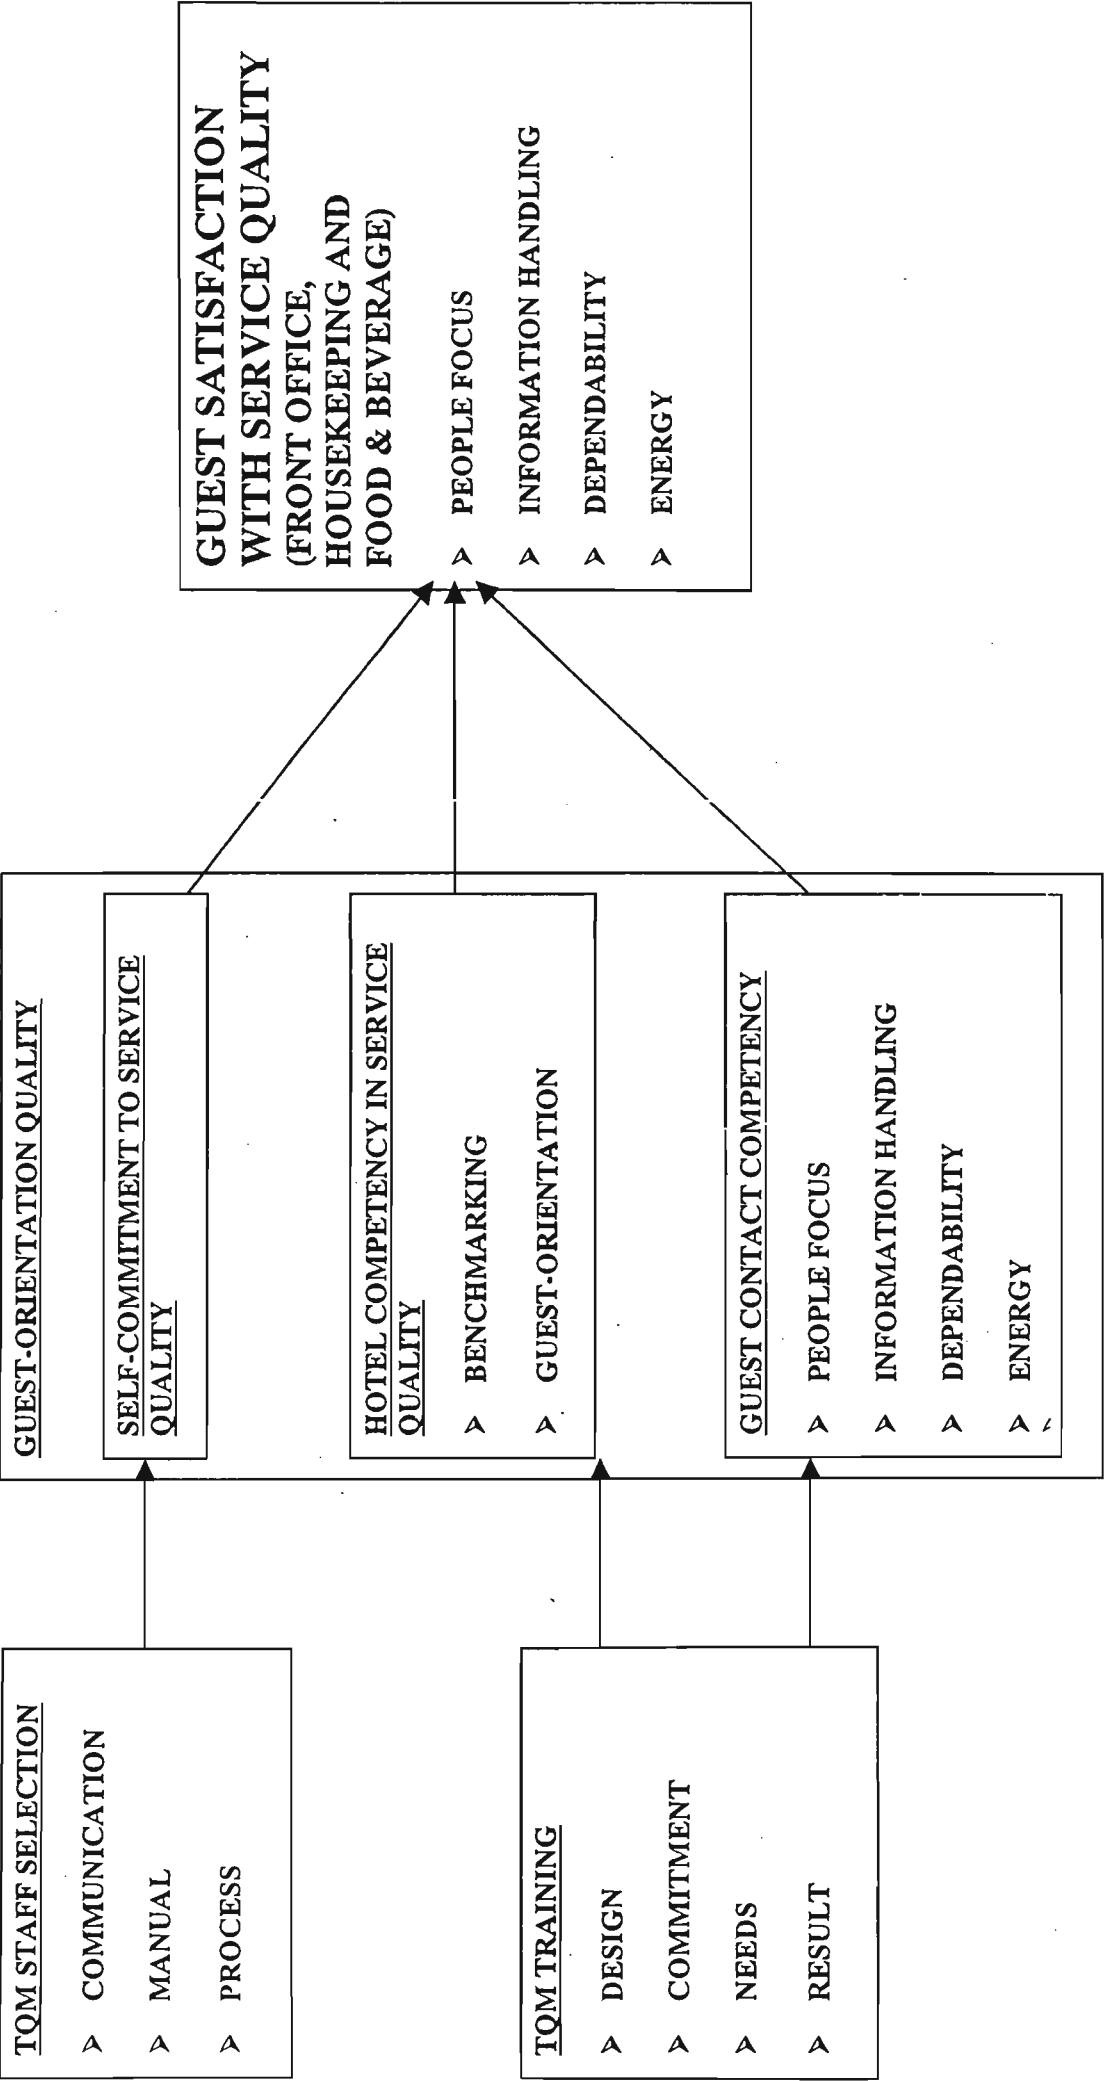 TQM STAFF SELECTION
COMMUNICATION
MANUAL
PROCESS
TQM TRAINING
DESIGN
COMMITMENT
NEEDS
RESULT
GUEST-ORIENTATION QUALITY
SELF-COMMITMENT TO SERVICE
QUALITY
HOTEL COMPETENCY IN SERVICE
QUALITY
BENCHMARKING
GUEST-ORIENTATION
GUEST CONTACT COMPETENCY
PEOPLE FOCUS
INFORMATION HANDLING
DEPENDABILITY
ENERGY
GUEST SATISFACTION
WITH SERVICE QUALITY
(FRONT OFFICE,
HOUSEKEEPING AND
FOOD & BEVERAGE)
PEOPLE FOCUS
INFORMATION HANDLING
DEPENDABILITY
ENERGY